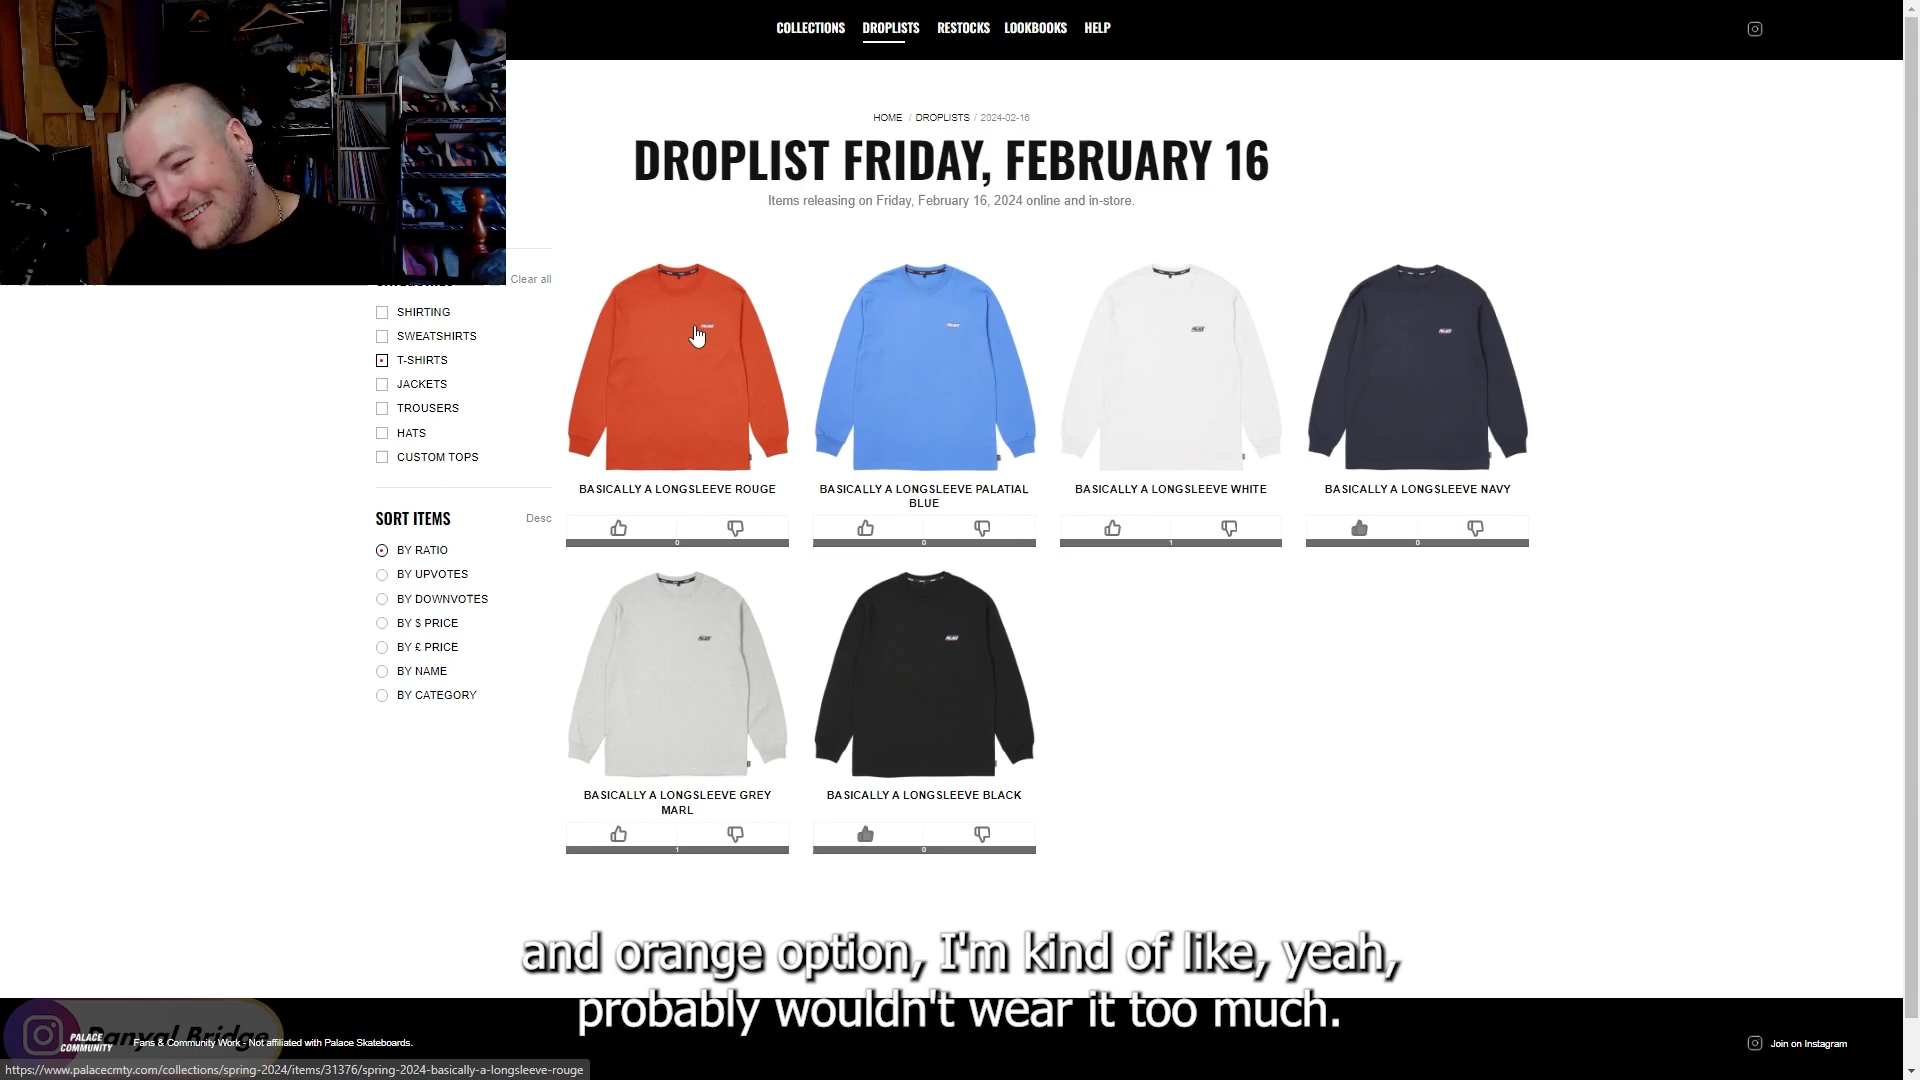 COLLECTIONS DROPLISTS RESTOCKS LOOKBOOKS HELP
HOME / DROPLISTS / 2024-02-16
DROPLIST FRIDAY, FEBRUARY 16
Items releasing on Friday, February 16, 2024 online and in-store.
Clear all
SHIRTING
SWEATSHIRTS
T-SHIRTS
JACKETS
TROUSERS
HATS
CUSTOM TOPS
SORT ITEMS Desc
BY RATIO
BY UPVOTES
BY DOWNVOTES
BY $ PRICE
BY £ PRICE
BY NAME
BY CATEGORY
BASICALLY A LONGSLEEVE ROUGE
0
BASICALLY A LONGSLEEVE PALATIAL
BLUE
0
BASICALLY A LONGSLEEVE WHITE
1
BASICALLY A LONGSLEEVE NAVY
0
BASICALLY A LONGSLEEVE GREY
MARL
1
BASICALLY A LONGSLEEVE BLACK
0
and orange option, I'm kind of like, yeah,
probably wouldn't wear it too much.
Danyal Bridge
PALACE
COMMUNITY
Fans & Community Work - Not affiliated with Palace Skateboards.
Join on Instagram
https://www.palacecmty.com/collections/spring-2024/items/31376/spring-2024-basically-a-longsleeve-rouge